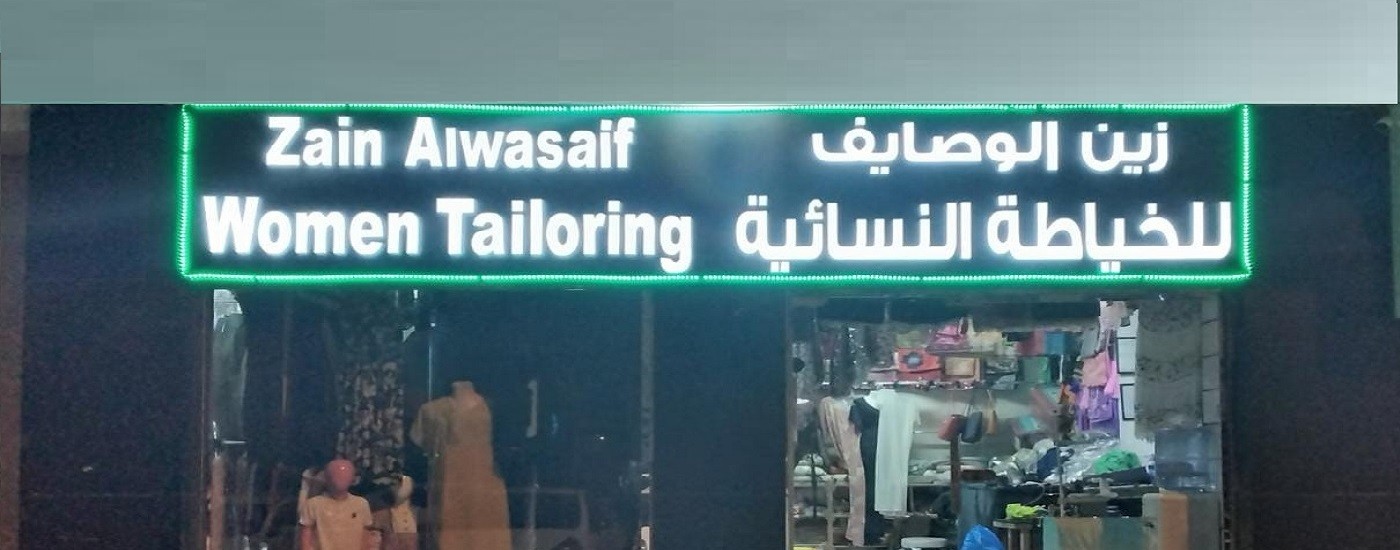 Zain Alwasaif
زين الوصايف
Women Tailoring
للخياطة النسائية